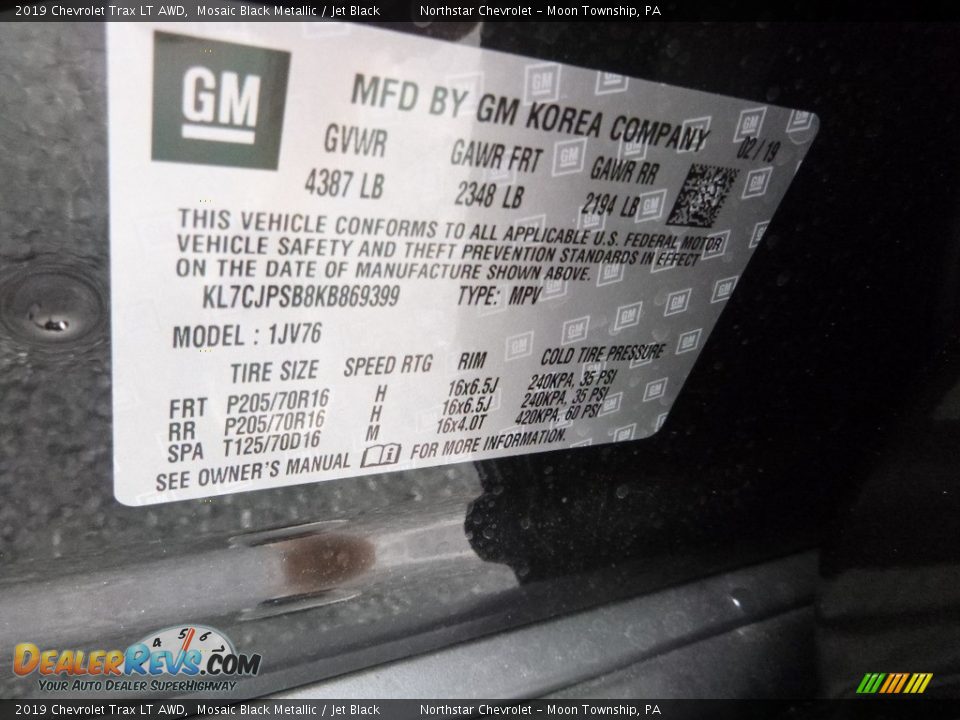 2019 Chevrolet Trax LT AWD, Mosaic Black Metallic / Jet Black Northstar Chevrolet – Moon Township, PA
GM
MFD BY GM KOREA COMPANY
02 / 19
GVWR GAWR FRT GAWR RR
4387 LB 2348 LB 2194 LB
THIS VEHICLE CONFORMS TO ALL APPLICABLE U.S. FEDERAL MOTOR
VEHICLE SAFETY AND THEFT PREVENTION STANDARDS IN EFFECT
ON THE DATE OF MANUFACTURE SHOWN ABOVE.
KL7CJPSB8KB869399 TYPE: MPV
MODEL : 1JV76
TIRE SIZE SPEED RTG RIM COLD TIRE PRESSURE
FRT P205/70R16 H 16x6.5J 240KPA, 35 PSI
RR P205/70R16 H 16x6.5J 240KPA, 35 PSI
SPA T125/70D16 M 16x4.0T 420KPA, 60 PSI
SEE OWNER'S MANUAL i FOR MORE INFORMATION.
4 5 6
DEALERREVS.COM
Your Auto Dealer SuperHighway
2019 Chevrolet Trax LT AWD, Mosaic Black Metallic / Jet Black Northstar Chevrolet – Moon Township, PA